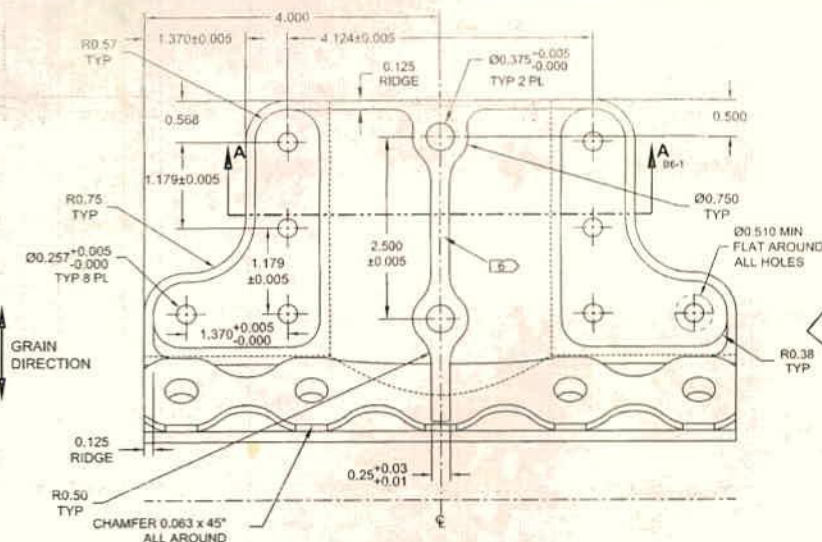 4.000
R0.57
TYP
1.370±0.005
4.124±0.005
0.125
RIDGE
Ø0.375+0.005
-0.000
TYP 2 PL
0.568
0.500
A
A
B6-1
1.179±0.005
R0.75
TYP
Ø0.750
TYP
Ø0.257+0.005
-0.000
TYP 8 PL
1.179
±0.005
2.500
±0.005
6
Ø0.510 MIN
FLAT AROUND
ALL HOLES
1.370+0.005
-0.000
GRAIN
DIRECTION
R0.38
TYP
0.125
RIDGE
0.25+0.03
+0.01
R0.50
TYP
CHAMFER 0.063 x 45°
ALL AROUND
℄